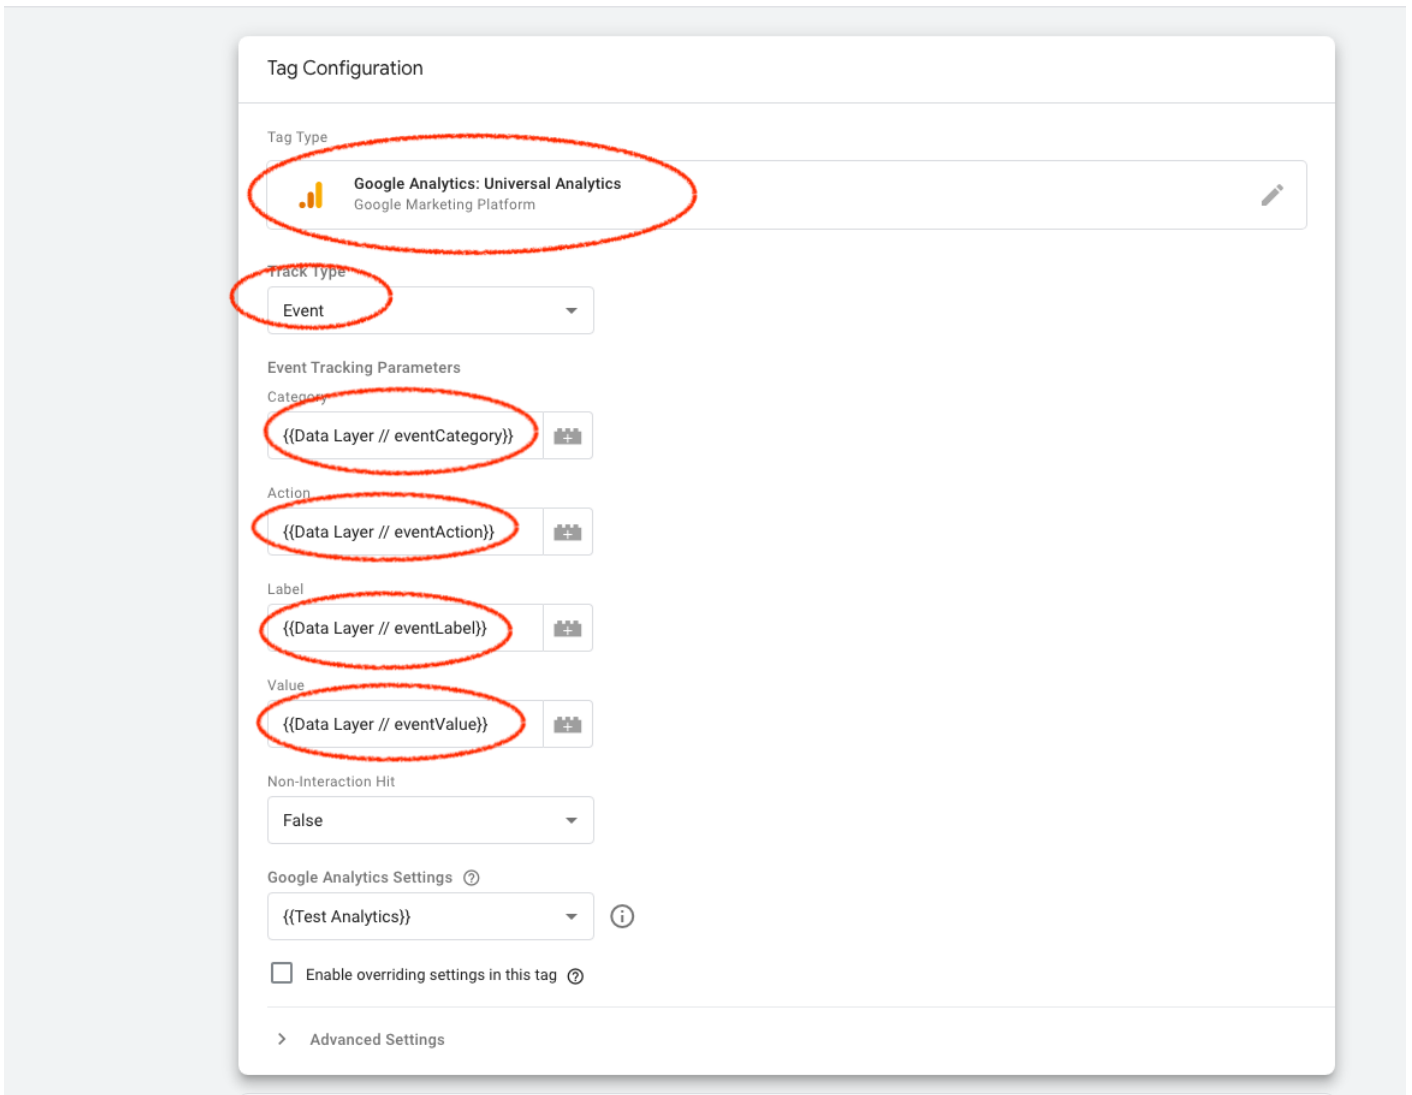 Tag Configuration
Tag Type
Google Analytics: Universal Analytics
Google Marketing Platform
Track Type
Event
Event Tracking Parameters
Category
{{Data Layer // eventCategory}}
Action
{{Data Layer // eventAction}}
Label
{{Data Layer // eventLabel}}
Value
{{Data Layer // eventValue}}
Non-Interaction Hit
False
Google Analytics Settings
{{Test Analytics}}
Enable overriding settings in this tag
Advanced Settings